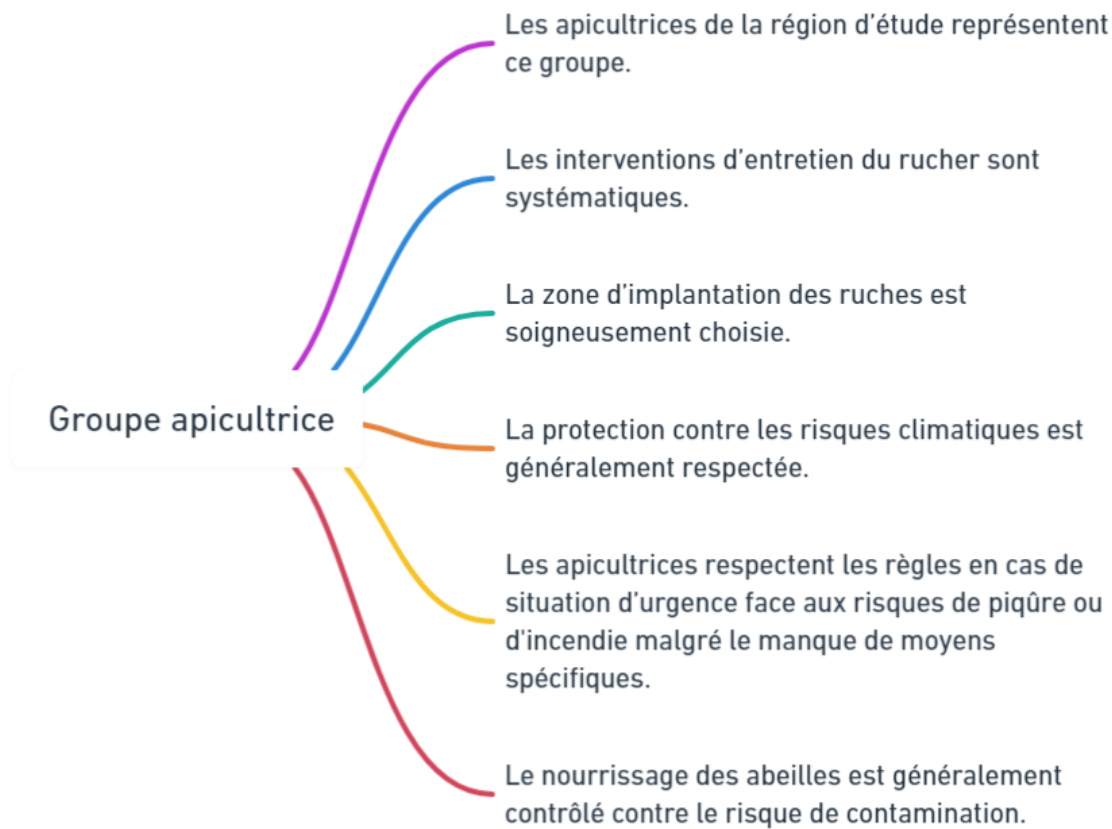 Les apicultrices de la région d’étude représentent
ce groupe.
Les interventions d’entretien du rucher sont
systématiques.
La zone d’implantation des ruches est
soigneusement choisie.
Groupe apicultrice
La protection contre les risques climatiques est
généralement respectée.
Les apicultrices respectent les règles en cas de
situation d’urgence face aux risques de piqûre ou
d'incendie malgré le manque de moyens
spécifiques.
Le nourrissage des abeilles est généralement
contrôlé contre le risque de contamination.